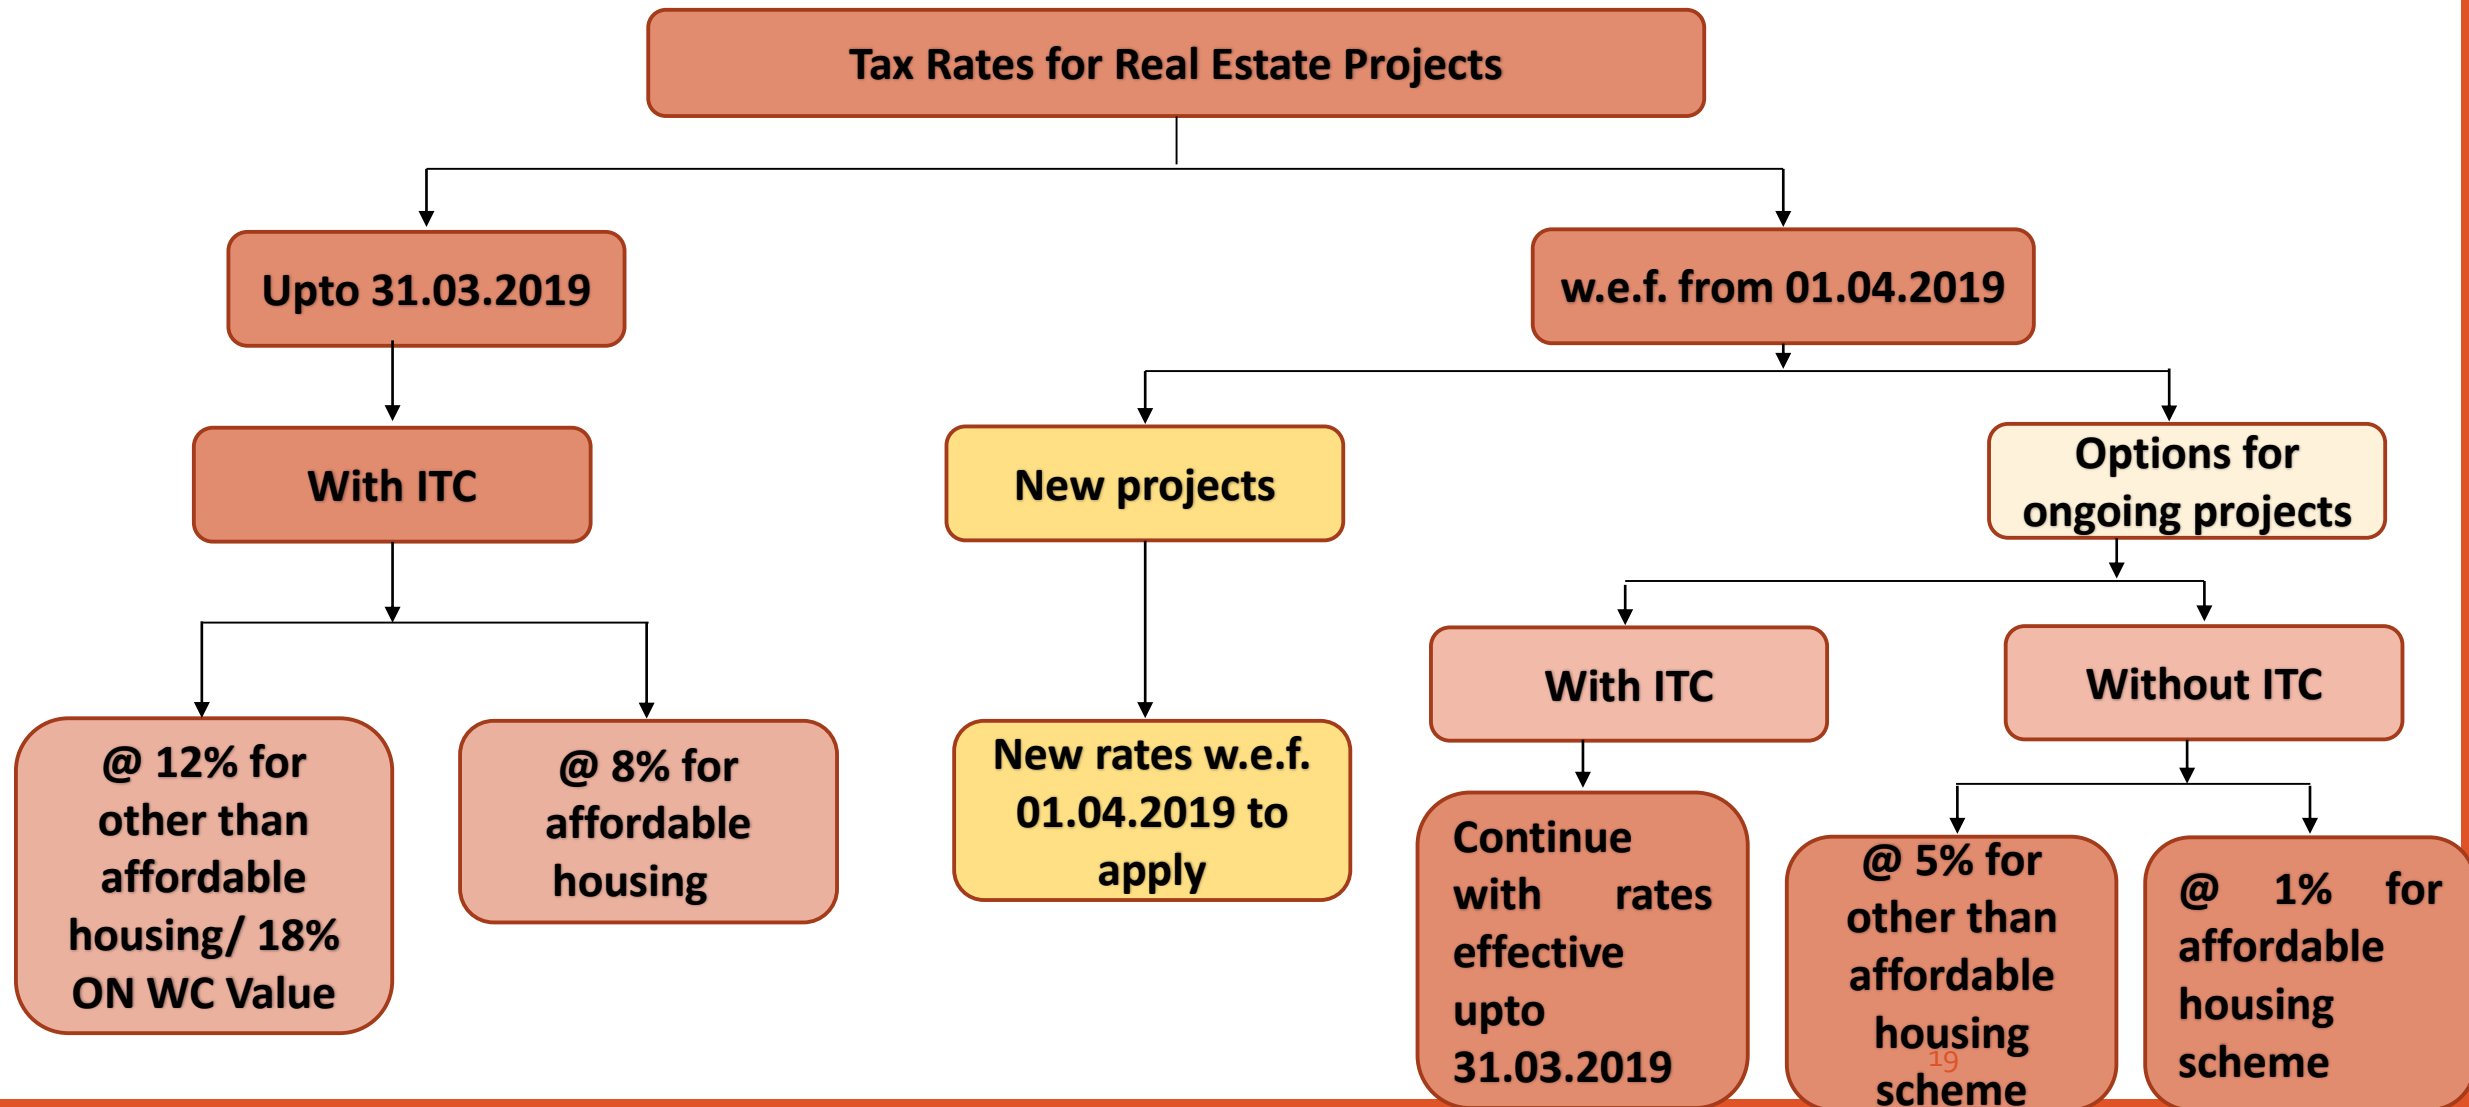 Tax Rates for Real Estate Projects
Upto 31.03.2019
w.e.f. from 01.04.2019
With ITC
New projects
Options for
ongoing projects
With ITC
Without ITC
@ 12% for
other than
affordable
housing/ 18%
ON WC Value
@ 8% for
affordable
housing
New rates w.e.f.
01.04.2019 to
apply
Continue
with rates
effective
upto
31.03.2019
@ 5% for
other than
affordable
housing
scheme
@ 1% for
affordable
housing
scheme
19